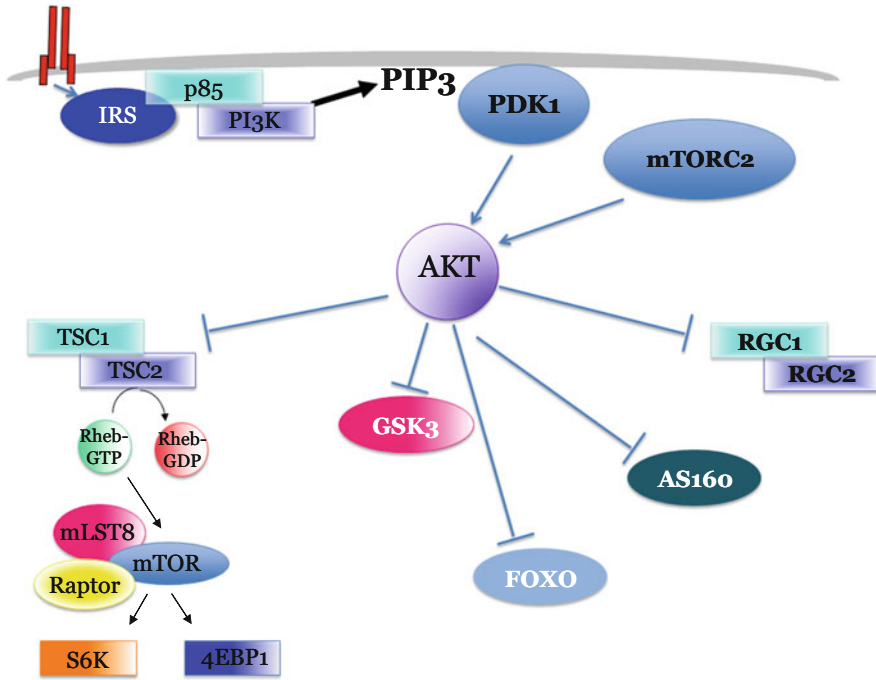 PIP3
p85
PDK1
IRS
PI3K
mTORC2
AKT
TSC1
RGC1
TSC2
RGC2
GSK3
Rheb-
GTP
Rheb-
GDP
AS160
mLST8
mTOR
FOXO
Raptor
S6K
4EBP1